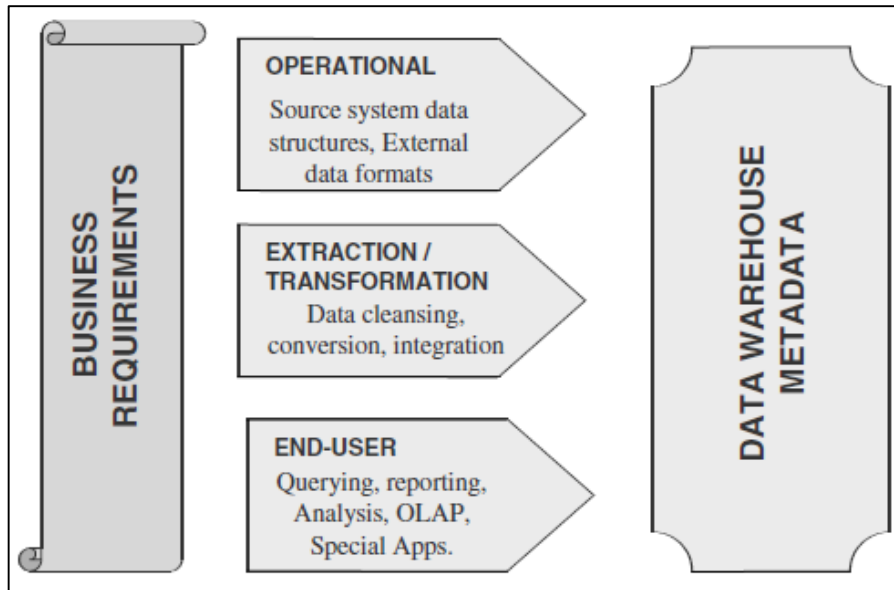 BUSINESS
REQUIREMENTS
OPERATIONAL
Source system data
structures, External
data formats
EXTRACTION /
TRANSFORMATION
Data cleansing,
conversion, integration
END-USER
Querying, reporting,
Analysis, OLAP,
Special Apps.
DATA WAREHOUSE
METADATA